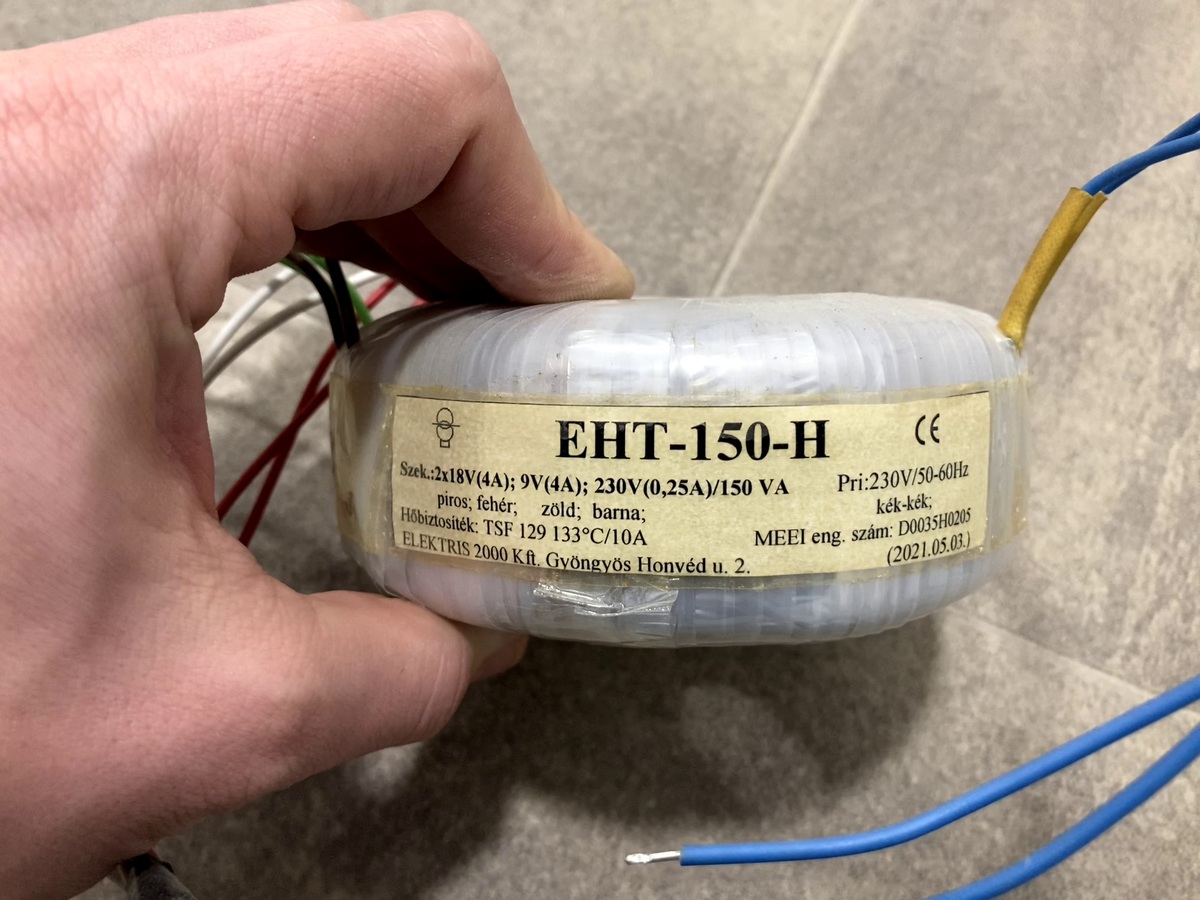 EHT-150-H
CE
Szek.:2x18V(4A); 9V(4A); 230V(0,25A)/150 VA
Pri:230V/50-60Hz
piros; fehér; zöld; barna;
kék-kék;
Hőbiztosíték: TSF 129 133°C/10A
MEEI eng. szám: D0035H0205
ELEKTRIS 2000 Kft. Gyöngyös Honvéd u. 2.
(2021.05.03.)